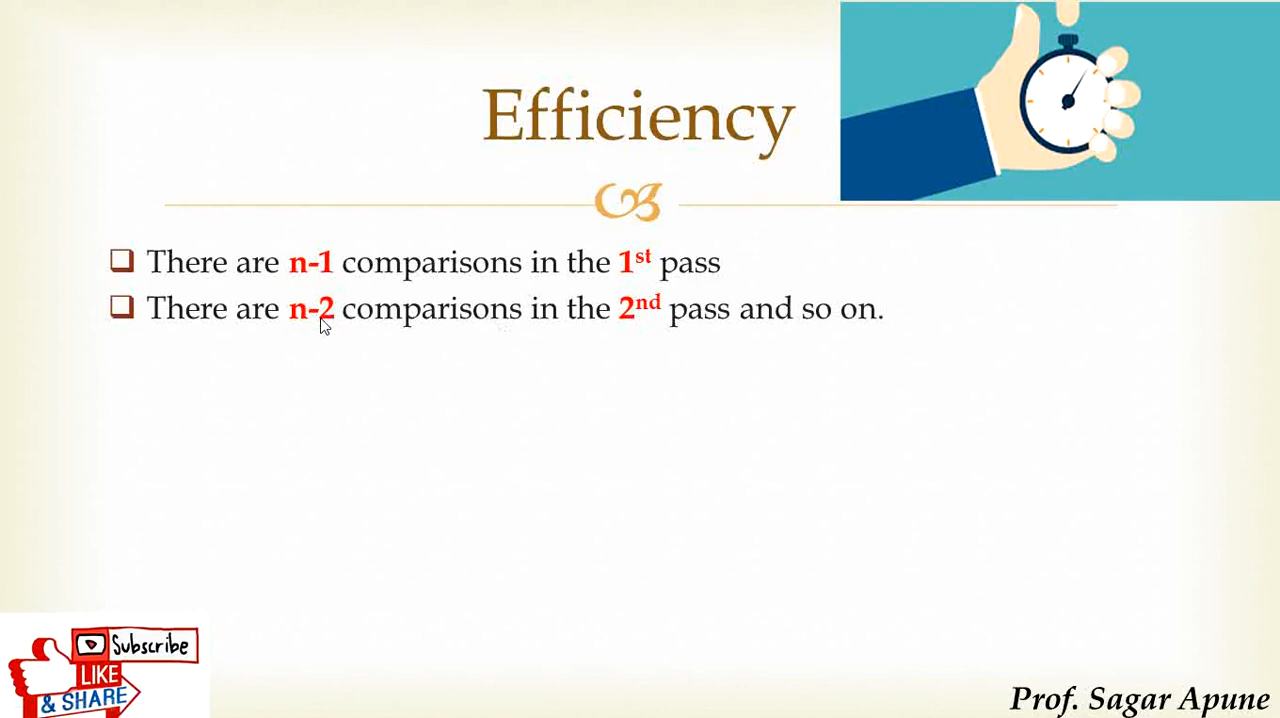 Efficiency
There are n-1 comparisons in the 1st pass
There are n-2 comparisons in the 2nd pass and so on.
Subscribe
LIKE
& SHARE
Prof. Sagar Apune